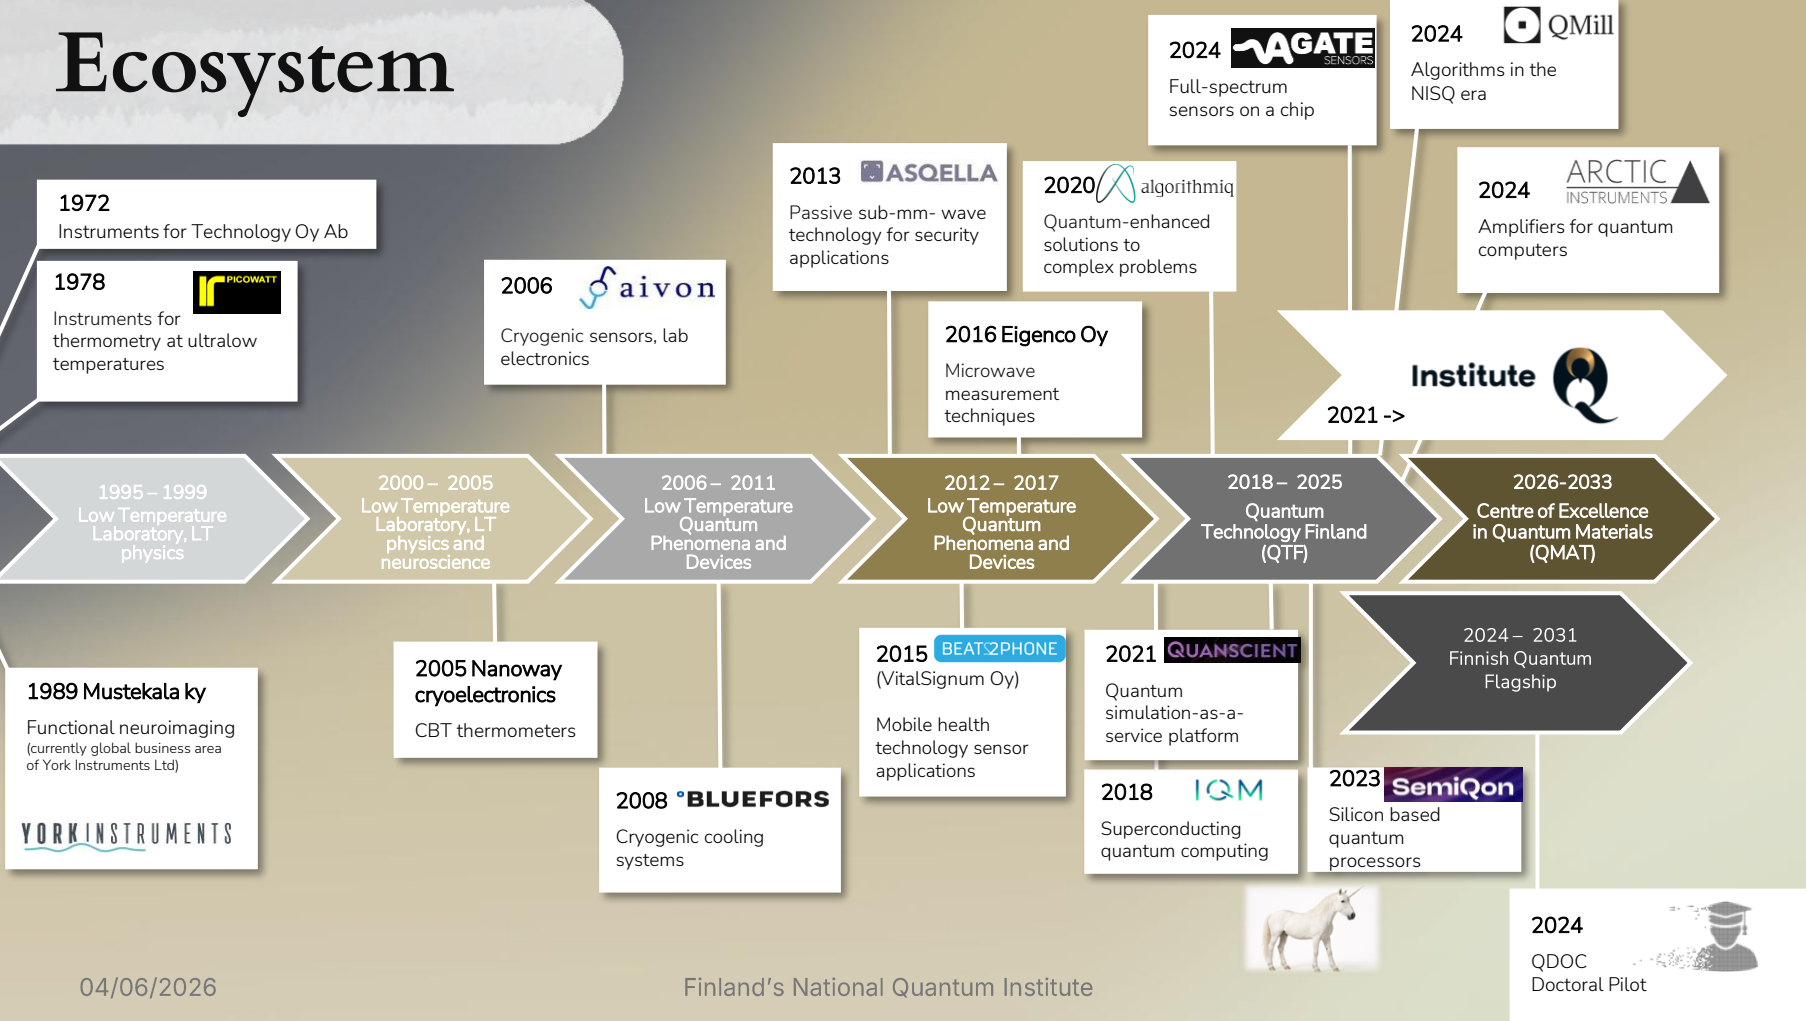 Ecosystem
1972
Instruments for Technology Oy Ab
1978
PICOWATT
Instruments for
thermometry at ultralow
temperatures
2006
aivon
Cryogenic sensors, lab
electronics
2013
ASQELLA
Passive sub-mm- wave
technology for security
applications
2020
algorithmiq
Quantum-enhanced
solutions to
complex problems
2024
AGATE
SENSORS
Full-spectrum
sensors on a chip
2024
QMill
Algorithms in the
NISQ era
2024
ARCTIC
INSTRUMENTS
Amplifiers for quantum
computers
2016 Eigenco Oy
Microwave
measurement
techniques
Institute Q
2021 ->
1995 – 1999
Low Temperature
Laboratory, LT
physics
2000 – 2005
Low Temperature
Laboratory, LT
physics and
neuroscience
2006 – 2011
Low Temperature
Quantum
Phenomena and
Devices
2012 – 2017
Low Temperature
Quantum
Phenomena and
Devices
2018 – 2025
Quantum
Technology Finland
(QTF)
2026-2033
Centre of Excellence
in Quantum Materials
(QMAT)
2024 – 2031
Finnish Quantum
Flagship
1989 Mustekala ky
Functional neuroimaging
(currently global business area
of York Instruments Ltd)
YORK INSTRUMENTS
2005 Nanoway
cryoelectronics
CBT thermometers
2008
BLUEFORS
Cryogenic cooling
systems
2015
BEAT2PHONE
(VitalSignum Oy)
Mobile health
technology sensor
applications
2021
QUANSCIENT
Quantum
simulation-as-a-
service platform
2018
IQM
Superconducting
quantum computing
2023
SemiQon
Silicon based
quantum
processors
2024
QDOC
Doctoral Pilot
04/06/2026
Finland's National Quantum Institute